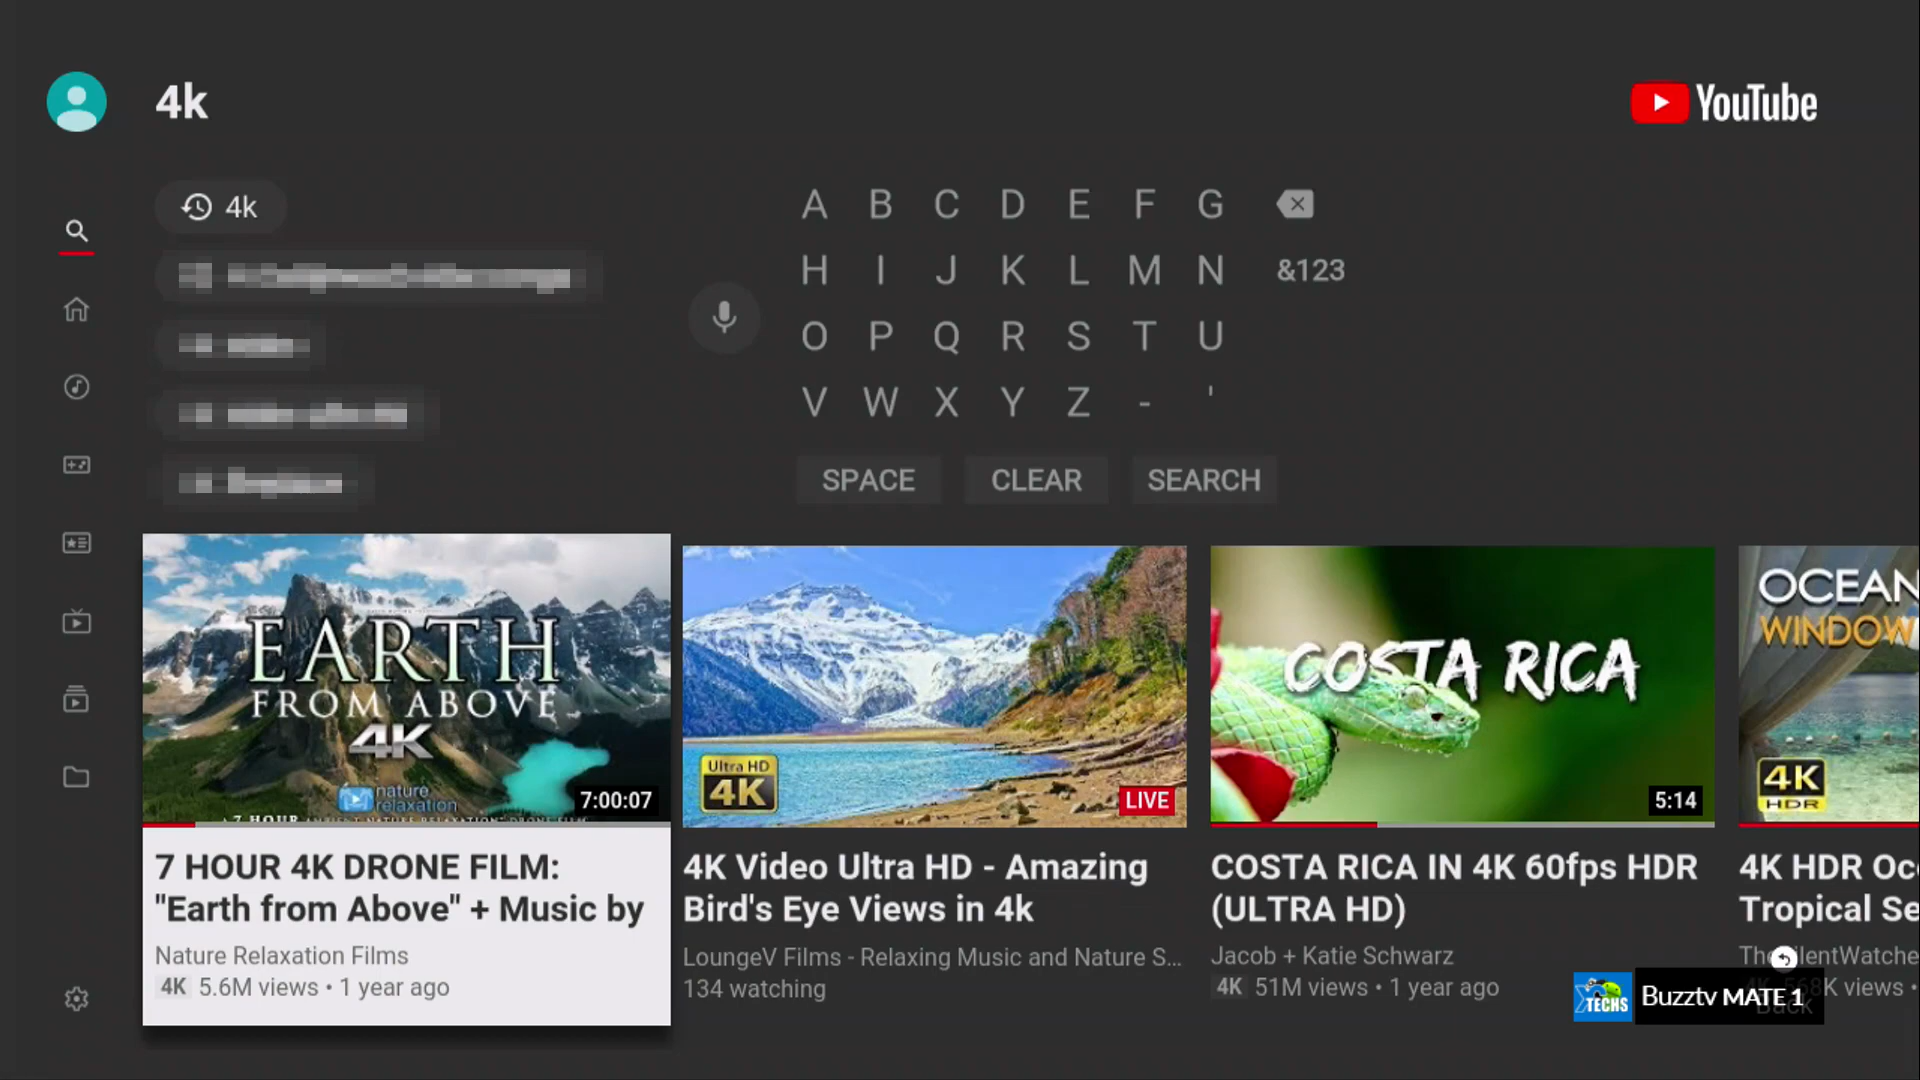 4k
YouTube
4k
A B C D E F G
H I J K L M N &123
O P Q R S T U
V W X Y Z - '
SPACE CLEAR SEARCH
EARTH
FROM ABOVE
4K
nature
relaxation
7:00:07
7 HOUR 4K DRONE FILM:
"Earth from Above" + Music by
Nature Relaxation Films
4K 5.6M views • 1 year ago
Ultra HD
4K
LIVE
4K Video Ultra HD - Amazing
Bird's Eye Views in 4k
LoungeV Films - Relaxing Music and Nature S...
134 watching
COSTA RICA
5:14
COSTA RICA IN 4K 60fps HDR
(ULTRA HD)
Jacob + Katie Schwarz
4K 51M views • 1 year ago
OCEAN
WINDOW
4K
HDR
4K HDR Oc
Tropical Se
K views •
Back
XTECHS
Buzztv MATE 1